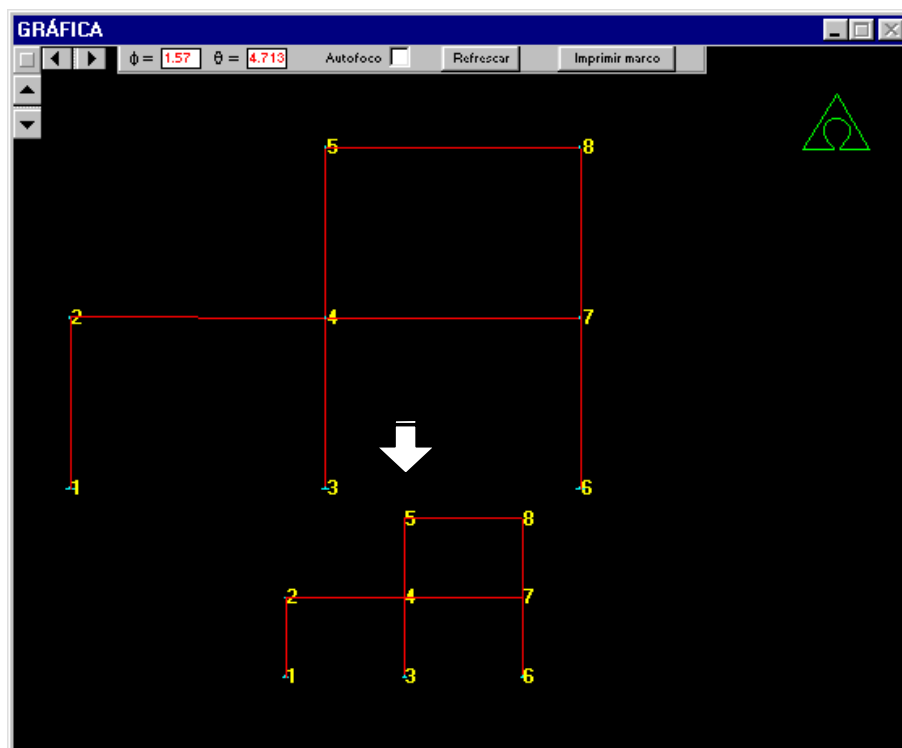 GRÁFICA
ϕ = 1.57 θ = 4.713 Autofoco Refrescar Imprimir marco
5 8
2 4 7
1 3 6
5 8
2 4 7
1 3 6